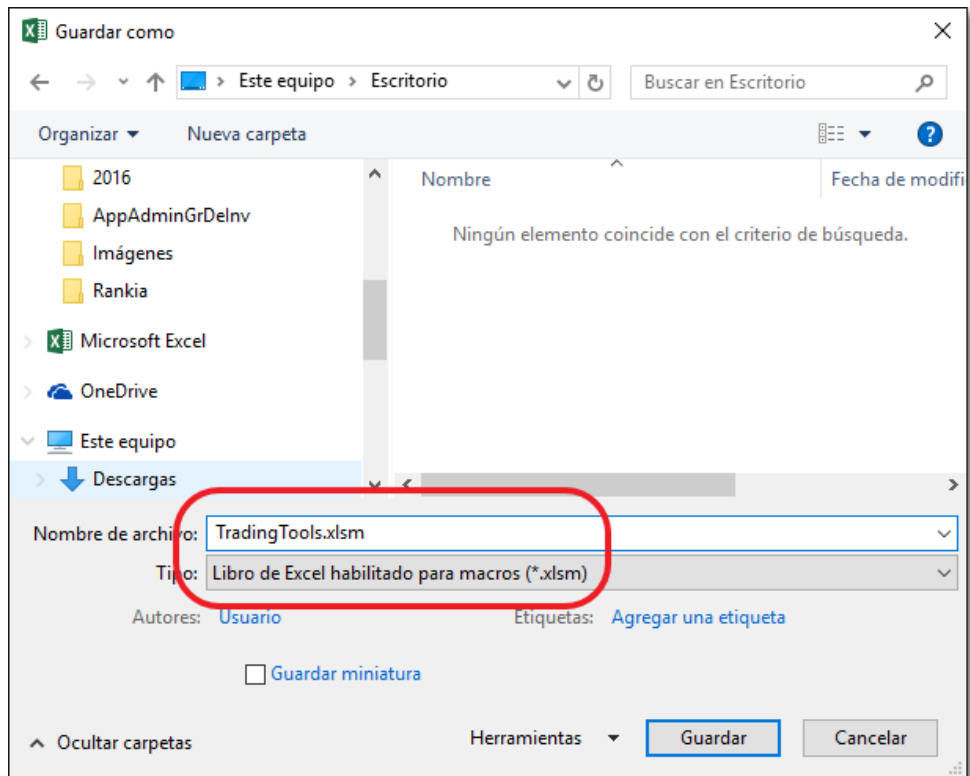 Guardar como
Este equipo > Escritorio
Buscar en Escritorio
Organizar
Nueva carpeta
2016
AppAdminGrDeInv
Imágenes
Rankia
Microsoft Excel
OneDrive
Este equipo
Descargas
Nombre
Fecha de modifi
Ningún elemento coincide con el criterio de búsqueda.
Nombre de archivo: TradingTools.xlsm
Tipo: Libro de Excel habilitado para macros (*.xlsm)
Autores: Usuario
Etiquetas: Agregar una etiqueta
Guardar miniatura
Ocultar carpetas
Herramientas
Guardar
Cancelar